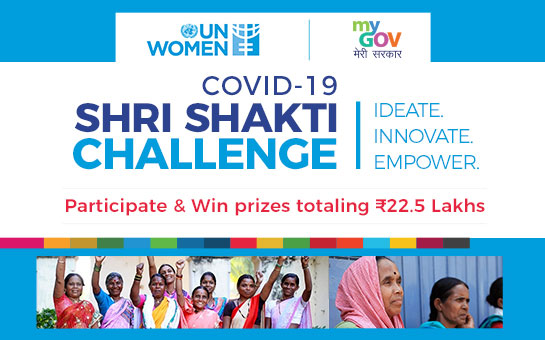 UN
WOMEN
my
GOV
मेरी सरकार
COVID-19
SHRI SHAKTI
CHALLENGE
IDEATE.
INNOVATE.
EMPOWER.
Participate & Win prizes totaling ₹22.5 Lakhs